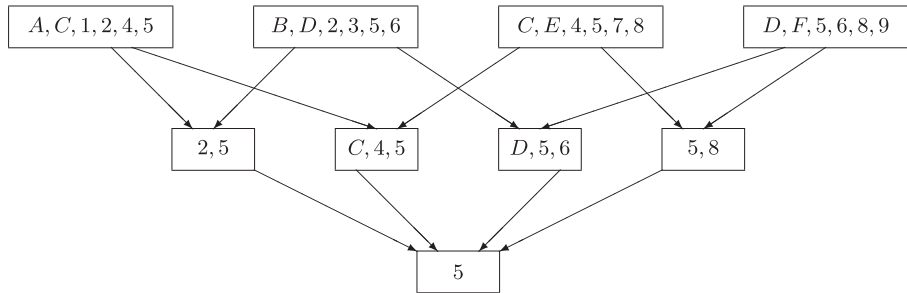 A, C, 1, 2, 4, 5
B, D, 2, 3, 5, 6
C, E, 4, 5, 7, 8
D, F, 5, 6, 8, 9
2, 5
C, 4, 5
D, 5, 6
5, 8
5